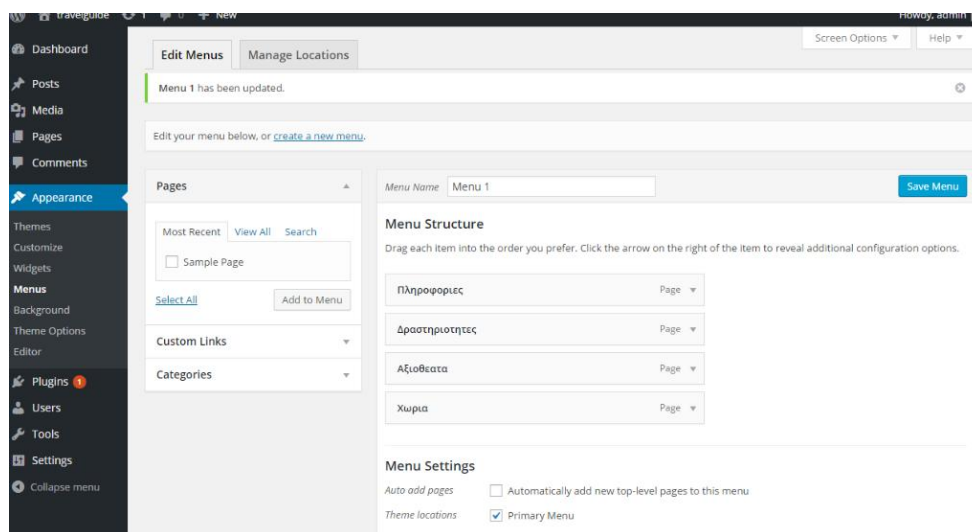 travelguide 1 0 New
Howdy, admin
Dashboard
Posts
Media
Pages
Comments
Appearance
Themes
Customize
Widgets
Menus
Background
Theme Options
Editor
Plugins 1
Users
Tools
Settings
Collapse menu
Screen Options Help
Edit Menus Manage Locations
Menu 1 has been updated.
Edit your menu below, or create a new menu.
Pages
Most Recent View All Search
Sample Page
Select All Add to Menu
Custom Links
Categories
Menu Name Menu 1 Save Menu
Menu Structure
Drag each item into the order you prefer. Click the arrow on the right of the item to reveal additional configuration options.
Πληροφοριες Page
Δραστηριοτητες Page
Αξιοθεατα Page
Χωρια Page
Menu Settings
Auto add pages Automatically add new top-level pages to this menu
Theme locations Primary Menu